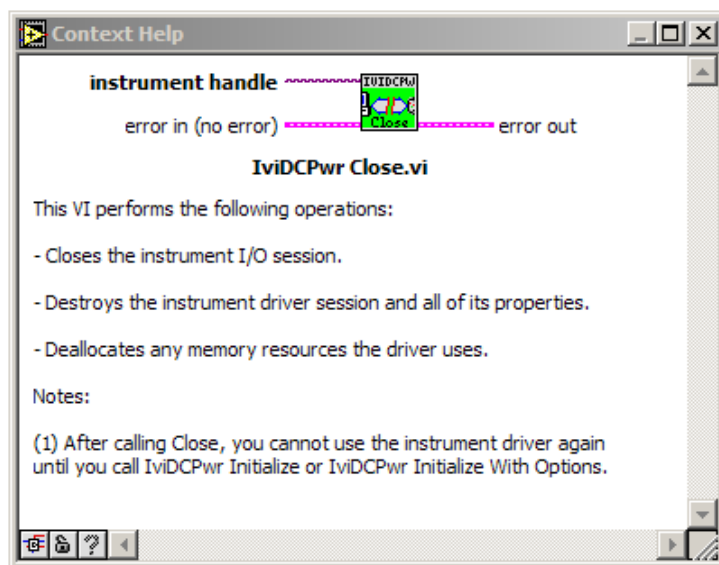 Context Help
instrument handle
IVIDCPW
error in (no error)
Close
error out
IviDCPwr Close.vi
This VI performs the following operations:
- Closes the instrument I/O session.
- Destroys the instrument driver session and all of its properties.
- Deallocates any memory resources the driver uses.
Notes:
(1) After calling Close, you cannot use the instrument driver again
until you call IviDCPwr Initialize or IviDCPwr Initialize With Options.
?